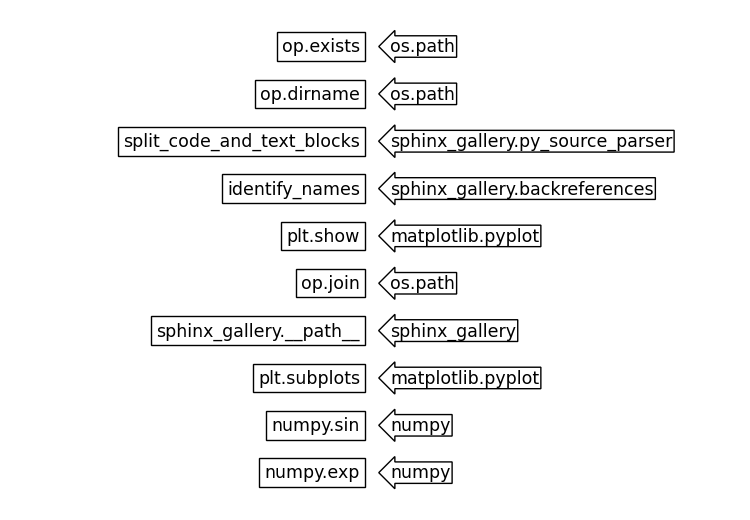 op.exists os.path
op.dirname os.path
split_code_and_text_blocks sphinx_gallery.py_source_parser
identify_names sphinx_gallery.backreferences
plt.show matplotlib.pyplot
op.join os.path
sphinx_gallery.__path__ sphinx_gallery
plt.subplots matplotlib.pyplot
numpy.sin numpy
numpy.exp numpy